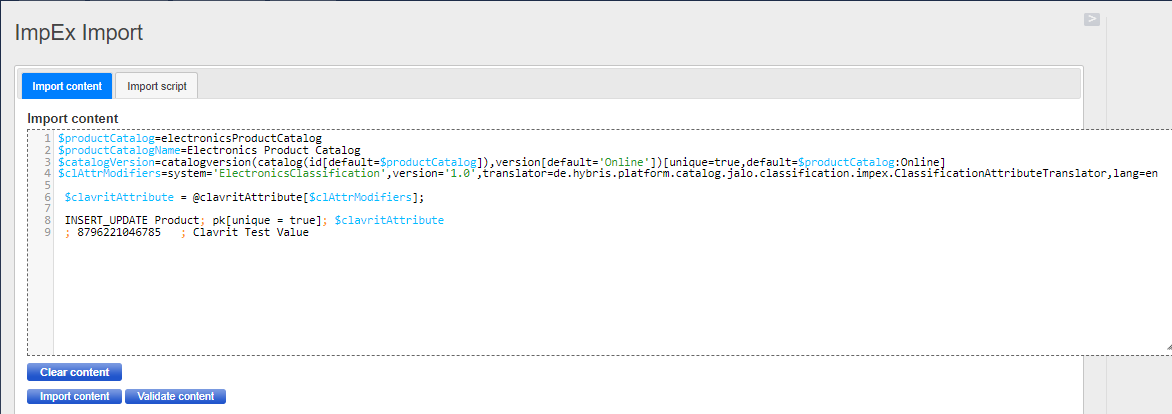 >
ImpEx Import
Import content
Import script
Import content
1 $productCatalog=electronicsProductCatalog
2 $productCatalogName=Electronics Product Catalog
3 $catalogVersion=catalogversion(catalog(id[default=$productCatalog]),version[default='Online'])[unique=true,default=$productCatalog:Online]
4 $clAttrModifiers=system='ElectronicsClassification',version='1.0',translator=de.hybris.platform.catalog.jalo.classification.impex.ClassificationAttributeTranslator,lang=en
5
6 $clavritAttribute = @clavritAttribute[$clAttrModifiers];
7
8 INSERT_UPDATE Product; pk[unique = true]; $clavritAttribute
9 ; 8796221046785 ; Clavrit Test Value
Clear content
Import content
Validate content